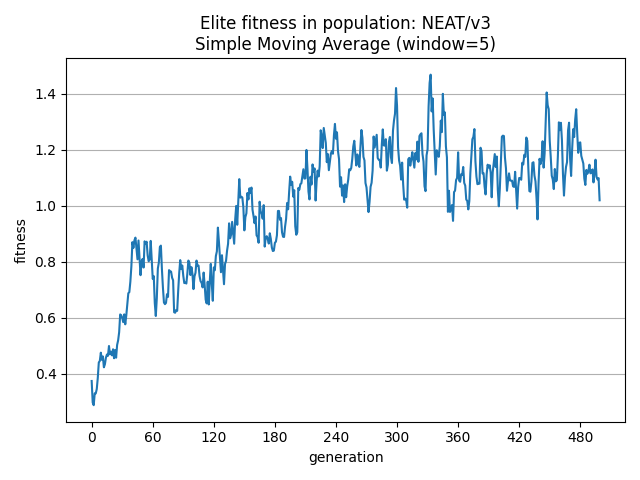 Elite fitness in population: NEAT/v3
Simple Moving Average (window=5)
fitness
1.4
1.2
1.0
0.8
0.6
0.4
0 60 120 180 240 300 360 420 480
generation